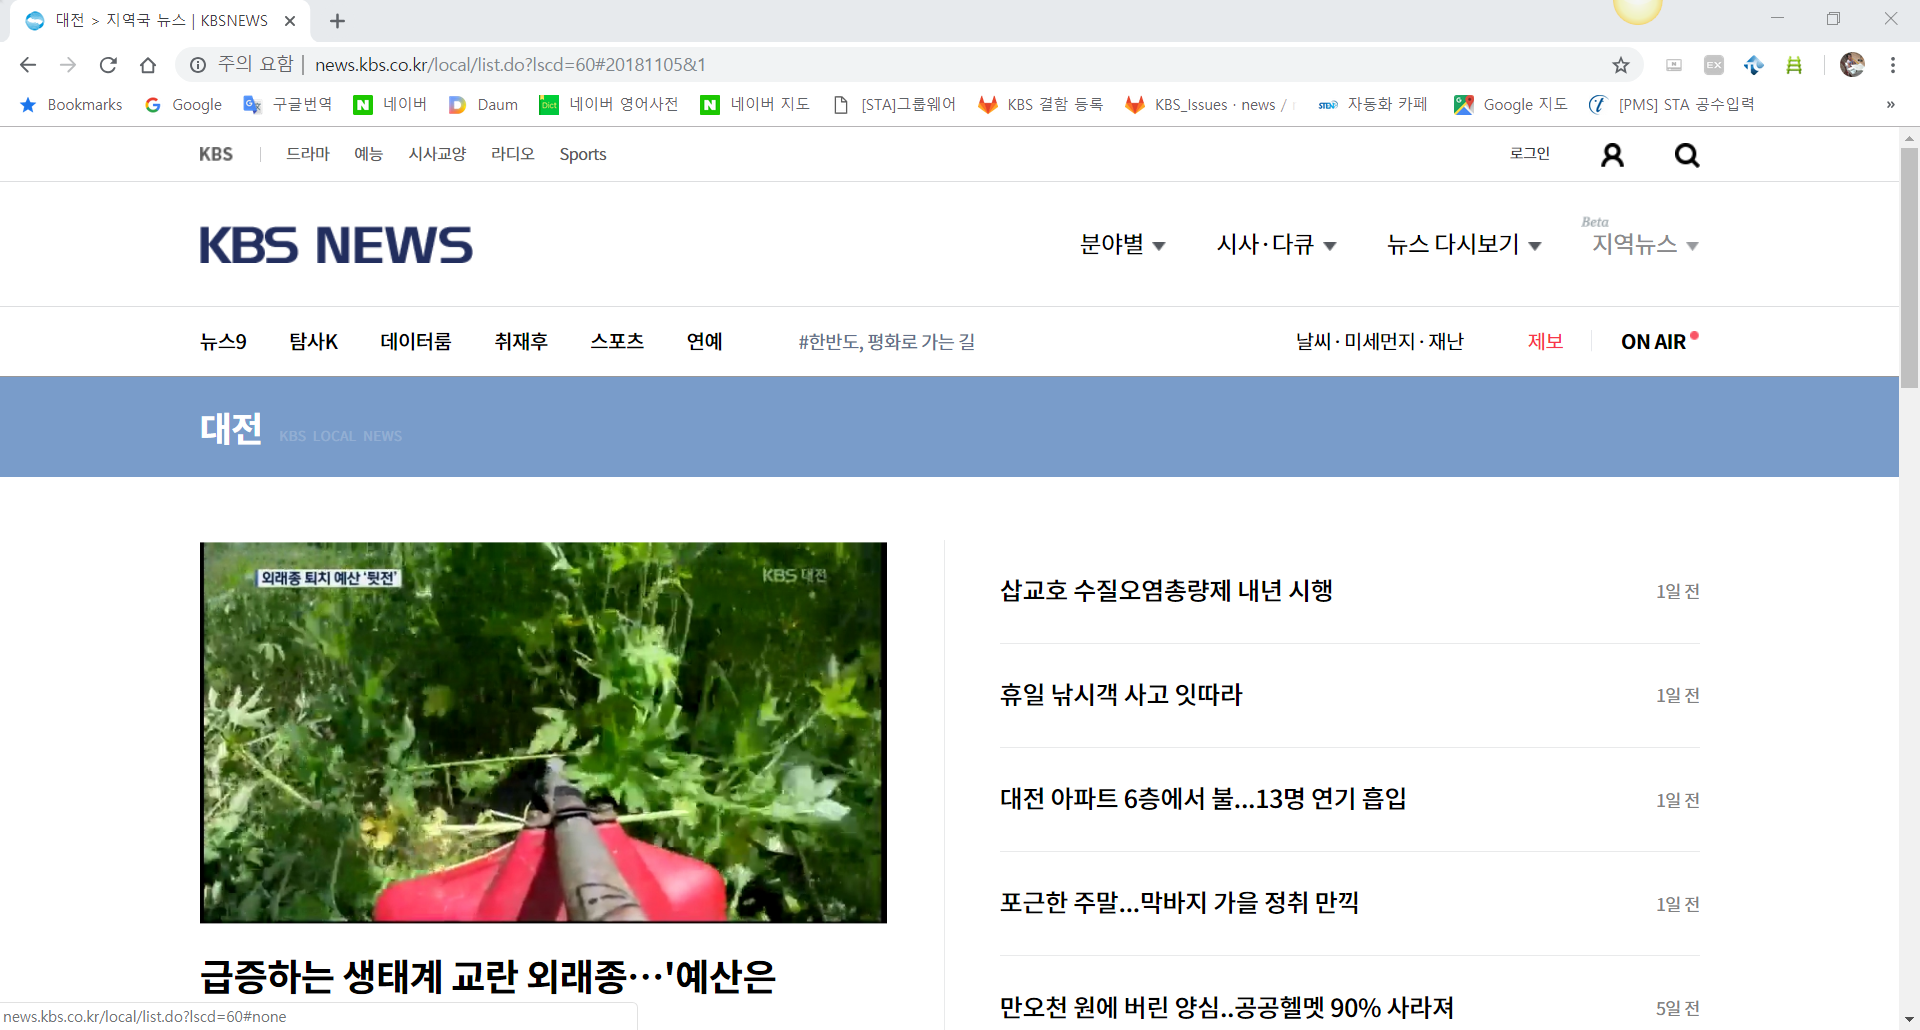 대전 > 지역국 뉴스 | KBSNEWS
주의 요함 | news.kbs.co.kr/local/list.do?lscd=60#20181105&1
Bookmarks Google 구글번역 네이버 Daum 네이버 영어사전 네이버 지도 [STA]그룹웨어 KBS 결함 등록 KBS_Issues · news / 자동화 카페 Google 지도 [PMS] STA 공수입력 »
KBS 드라마 예능 시사교양 라디오 Sports 로그인
Beta
KBS NEWS 분야별 시사·다큐 뉴스 다시보기 지역뉴스
뉴스9 탐사K 데이터룸 취재후 스포츠 연예 #한반도, 평화로 가는 길 날씨·미세먼지·재난 제보 ON AIR
대전 KBS LOCAL NEWS
외래종 퇴치 예산 '뒷전' KBS 대전
급증하는 생태계 교란 외래종…'예산은
삽교호 수질오염총량제 내년 시행 1일 전
휴일 낚시객 사고 잇따라 1일 전
대전 아파트 6층에서 불...13명 연기 흡입 1일 전
포근한 주말...막바지 가을 정취 만끽 1일 전
만오천 원에 버린 양심..공공헬멧 90% 사라져 5일 전
news.kbs.co.kr/local/list.do?lscd=60#none